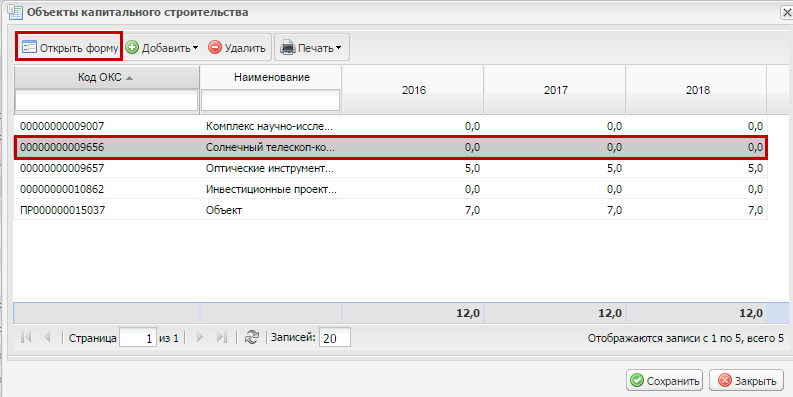 Объекты капитального строительства
Открыть форму Добавить Удалить Печать
Код ОКС Наименование 2016 2017 2018
00000000009007 Комплекс научно-иссле... 0,0 0,0 0,0
00000000009656 Солнечный телескоп-ко... 0,0 0,0 0,0
00000000009657 Оптические инструмент... 5,0 5,0 5,0
00000000010862 Инвестиционные проект... 0,0 0,0 0,0
ПР000000015037 Объект 7,0 7,0 7,0
12,0 12,0 12,0
Страница 1 из 1 Записей: 20 Отображаются записи с 1 по 5, всего 5
Сохранить Закрыть